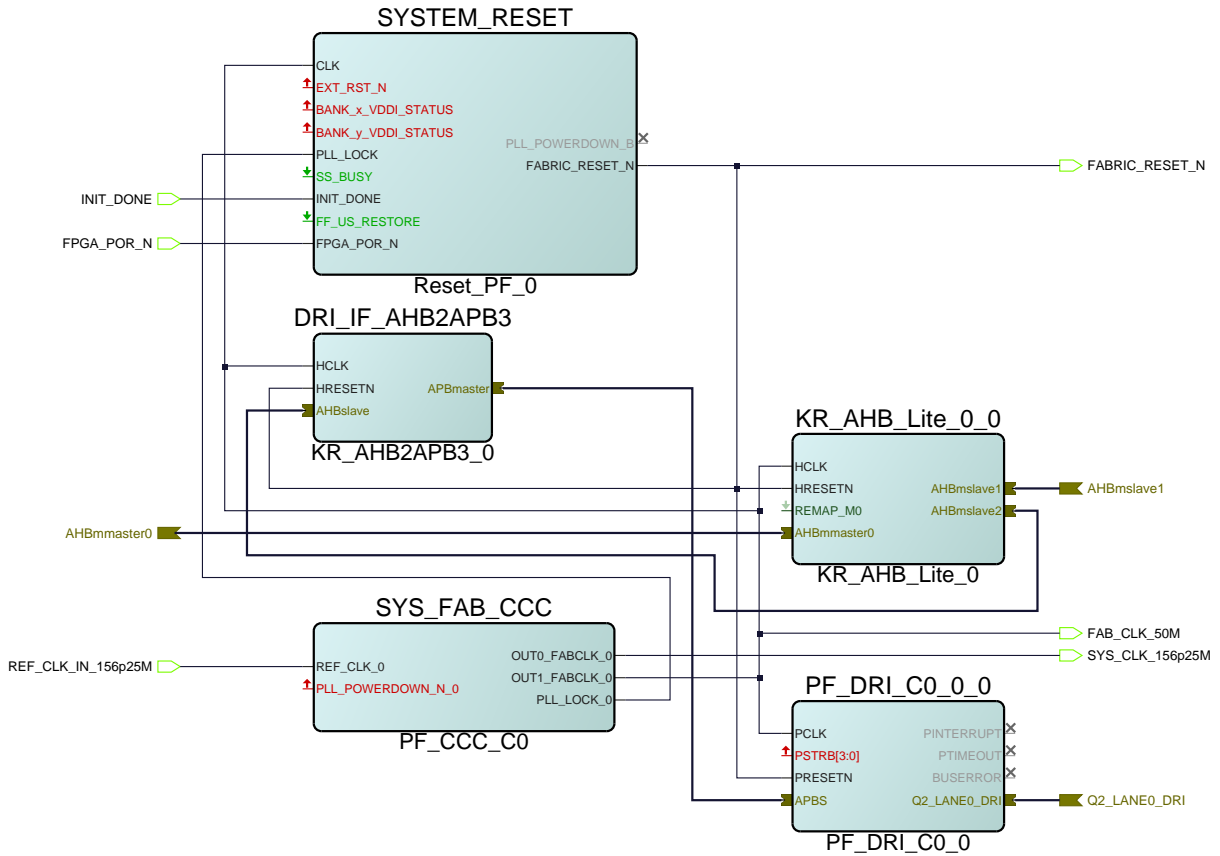 SYSTEM_RESET
CLK
EXT_RST_N
BANK_x_VDDI_STATUS
BANK_y_VDDI_STATUS
PLL_LOCK
SS_BUSY
INIT_DONE
FF_US_RESTORE
FPGA_POR_N
PLL_POWERDOWN_B
FABRIC_RESET_N
Reset_PF_0
INIT_DONE
FPGA_POR_N
FABRIC_RESET_N
DRI_IF_AHB2APB3
HCLK
HRESETN
AHBslave
APBmaster
KR_AHB2APB3_0
KR_AHB_Lite_0_0
HCLK
HRESETN
REMAP_M0
AHBmmaster0
AHBmslave1
AHBmslave2
KR_AHB_Lite_0
AHBmslave1
AHBmmaster0
SYS_FAB_CCC
REF_CLK_0
PLL_POWERDOWN_N_0
OUT0_FABCLK_0
OUT1_FABCLK_0
PLL_LOCK_0
PF_CCC_C0
REF_CLK_IN_156p25M
FAB_CLK_50M
SYS_CLK_156p25M
PF_DRI_C0_0_0
PCLK
PSTRB[3:0]
PRESETN
APBS
PINTERRUPT
PTIMEOUT
BUSERROR
Q2_LANE0_DRI
PF_DRI_C0_0
Q2_LANE0_DRI